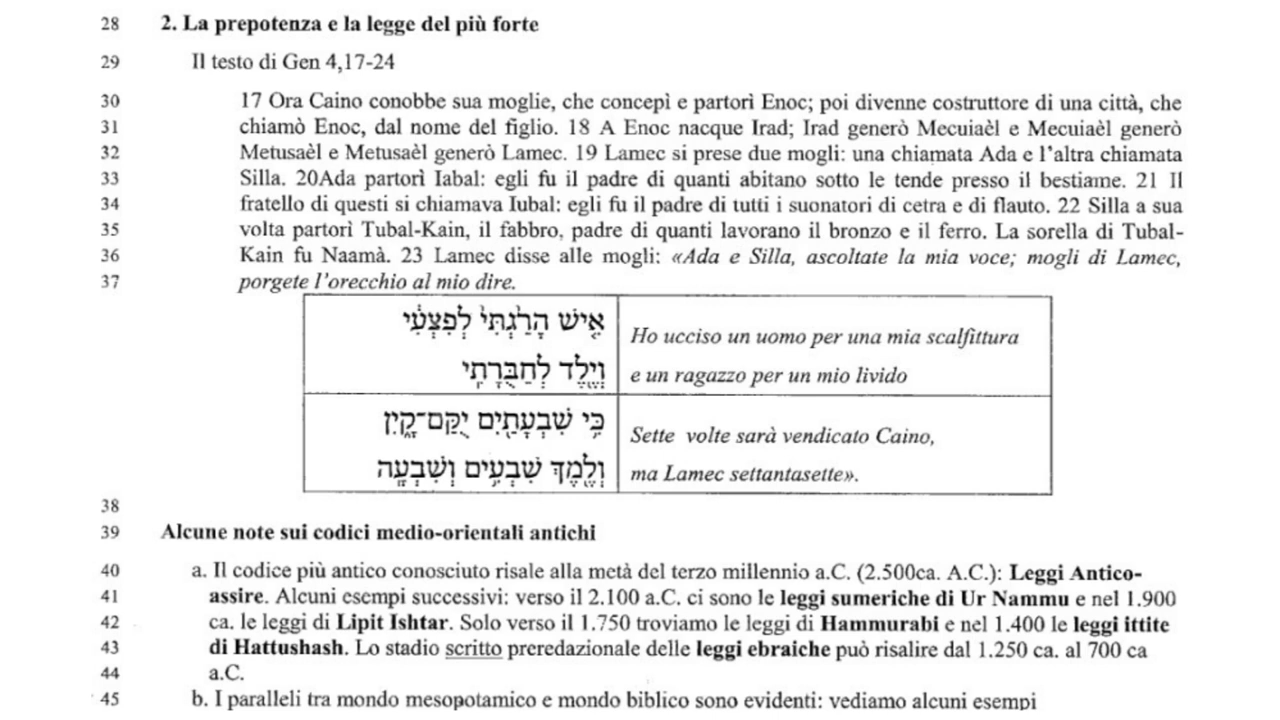 28 2. La prepotenza e la legge del più forte
29 Il testo di Gen 4,17-24
30 17 Ora Caino conobbe sua moglie, che concepì e partorì Enoc; poi divenne costruttore di una città, che
31 chiamò Enoc, dal nome del figlio. 18 A Enoc nacque Irad; Irad generò Mecuiaèl e Mecuiaèl generò
32 Metusaèl e Metusaèl generò Lamec. 19 Lamec si prese due mogli: una chiamata Ada e l'altra chiamata
33 Silla. 20Ada partorì Iabal: egli fu il padre di quanti abitano sotto le tende presso il bestiame. 21 Il
34 fratello di questi si chiamava Iubal: egli fu il padre di tutti i suonatori di cetra e di flauto. 22 Silla a sua
35 volta partorì Tubal-Kain, il fabbro, padre di quanti lavorano il bronzo e il ferro. La sorella di Tubal-
36 Kain fu Naamà. 23 Lamec disse alle mogli: «Ada e Silla, ascoltate la mia voce; mogli di Lamec,
37 porgete l'orecchio al mio dire.
אִ֤ישׁ הָרַ֙גְתִּי֙ לְפִצְעִ֔י
וְיֶ֖לֶד לְחַבֻּרָתִֽי
Ho ucciso un uomo per una mia scalfittura
e un ragazzo per un mio livido
כִּ֥י שִׁבְעָתַ֖יִם יֻקַּם־קָ֑יִן
וְלֶ֖מֶךְ שִׁבְעִ֥ים וְשִׁבְעָֽה
Sette volte sarà vendicato Caino,
ma Lamec settantasette».
38
39 Alcune note sui codici medio-orientali antichi
40 a. Il codice più antico conosciuto risale alla metà del terzo millennio a.C. (2.500ca. A.C.): Leggi Antico-
41 assire. Alcuni esempi successivi: verso il 2.100 a.C. ci sono le leggi sumeriche di Ur Nammu e nel 1.900
42 ca. le leggi di Lipit Ishtar. Solo verso il 1.750 troviamo le leggi di Hammurabi e nel 1.400 le leggi ittite
43 di Hattushash. Lo stadio scritto preredazionale delle leggi ebraiche può risalire dal 1.250 ca. al 700 ca
44 a.C.
45 b. I paralleli tra mondo mesopotamico e mondo biblico sono evidenti: vediamo alcuni esempi